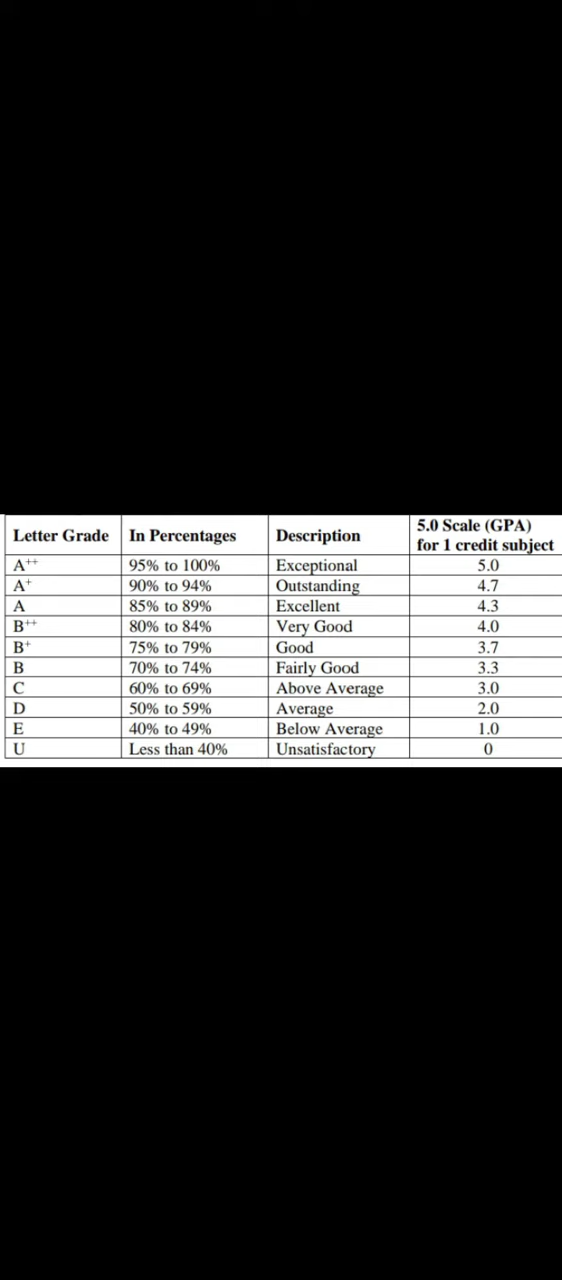 Letter Grade In Percentages Description 5.0 Scale (GPA) for 1 credit subject
A++ 95% to 100% Exceptional 5.0
A+ 90% to 94% Outstanding 4.7
A 85% to 89% Excellent 4.3
B++ 80% to 84% Very Good 4.0
B+ 75% to 79% Good 3.7
B 70% to 74% Fairly Good 3.3
C 60% to 69% Above Average 3.0
D 50% to 59% Average 2.0
E 40% to 49% Below Average 1.0
U Less than 40% Unsatisfactory 0